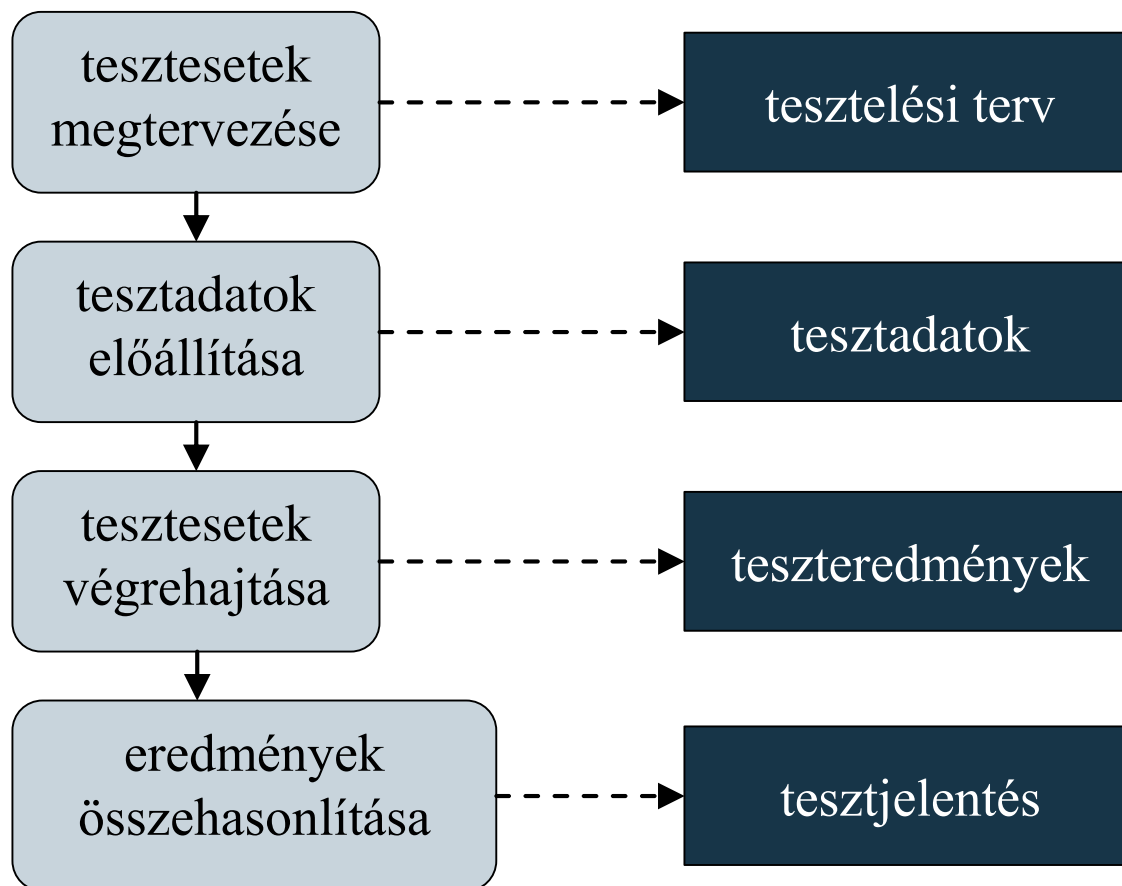 tesztesetek
megtervezése
tesztelési terv
tesztadatok
előállítása
tesztadatok
tesztesetek
végrehajtása
teszteredmények
eredmények
összehasonlítása
tesztjelentés